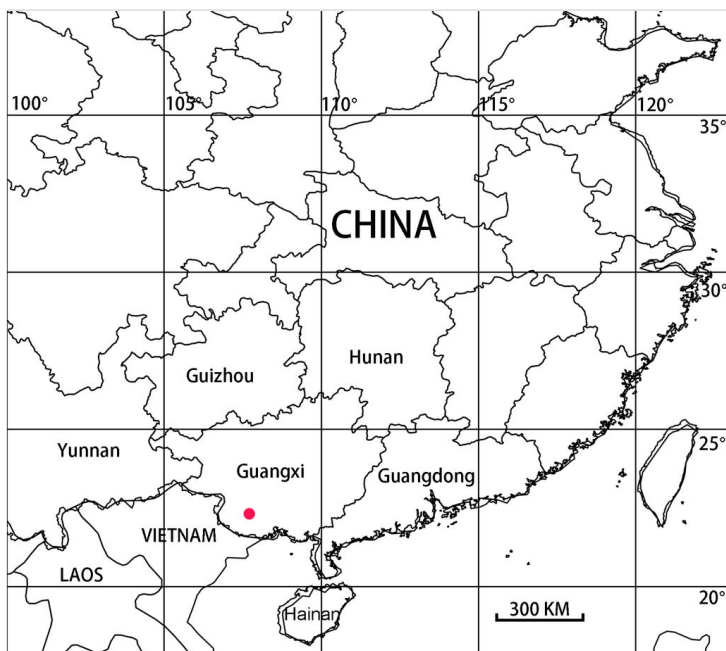 100° 105° 110° 115° 120°
35°
CHINA
30°
Hunan
Guizhou
25°
Yunnan
Guangxi
Guangdong
VIETNAM
LAOS
20°
Hainan
300 KM